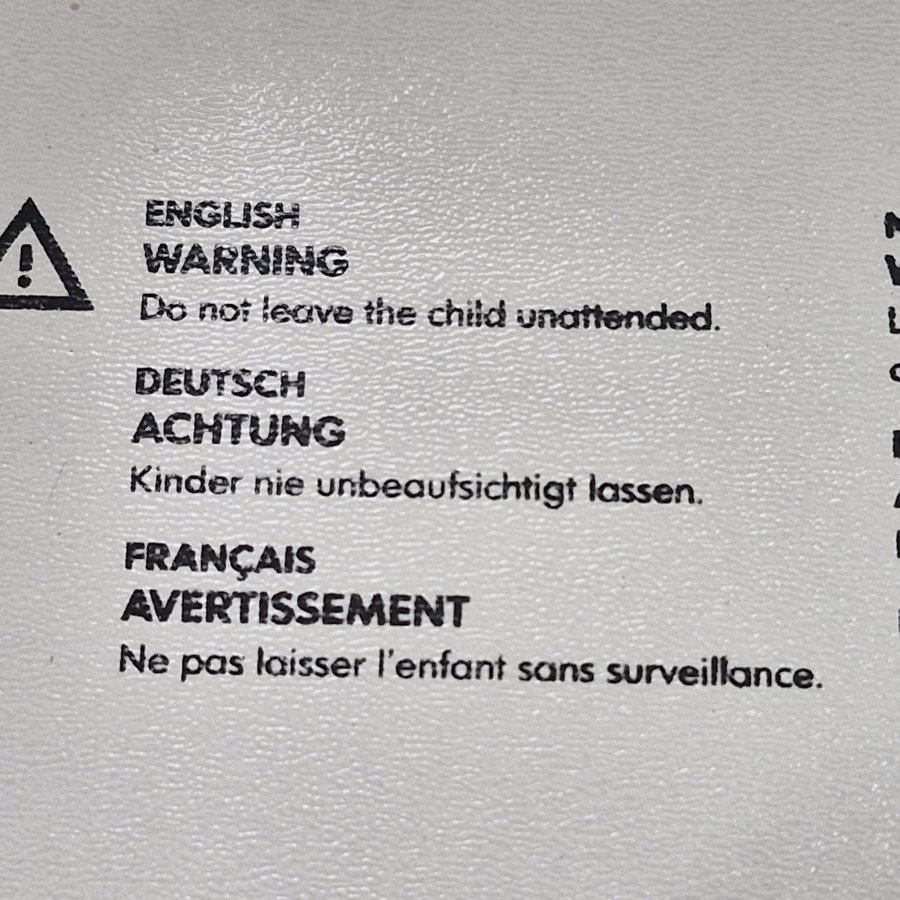 ENGLISH
WARNING
Do not leave the child unattended.
DEUTSCH
ACHTUNG
Kinder nie unbeaufsichtigt lassen.
FRANÇAIS
AVERTISSEMENT
Ne pas laisser l'enfant sans surveillance.